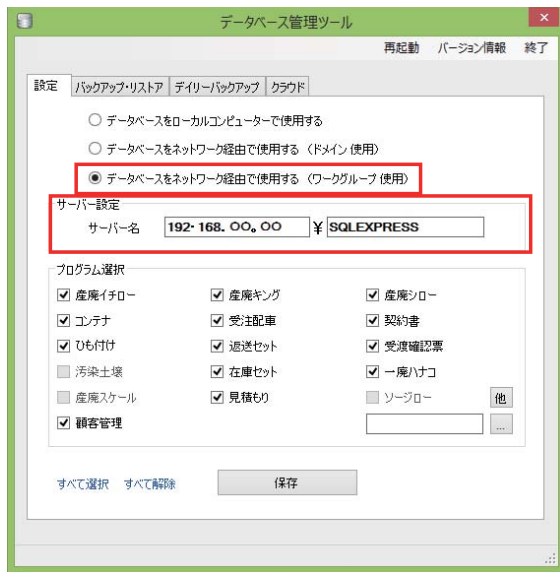 データベース管理ツール
再起動 バージョン情報 終了
設定 バックアップ・リストア デイリーバックアップ クラウド
データベースをローカルコンピューターで使用する
データベースをネットワーク経由で使用する（ドメイン使用）
データベースをネットワーク経由で使用する（ワークグループ使用）
サーバー設定
サーバー名 192・168．○○。○○ ¥ SQLEXPRESS
プログラム選択
産廃イチロー 産廃キング 産廃シロー
コンテナ 受注配車 契約書
ひも付け 返送セット 受渡確認票
汚染土壌 在庫セット 一廃ハナコ
産廃スケール 見積もり ソージロー 他
顧客管理 ...
すべて選択 すべて解除 保存